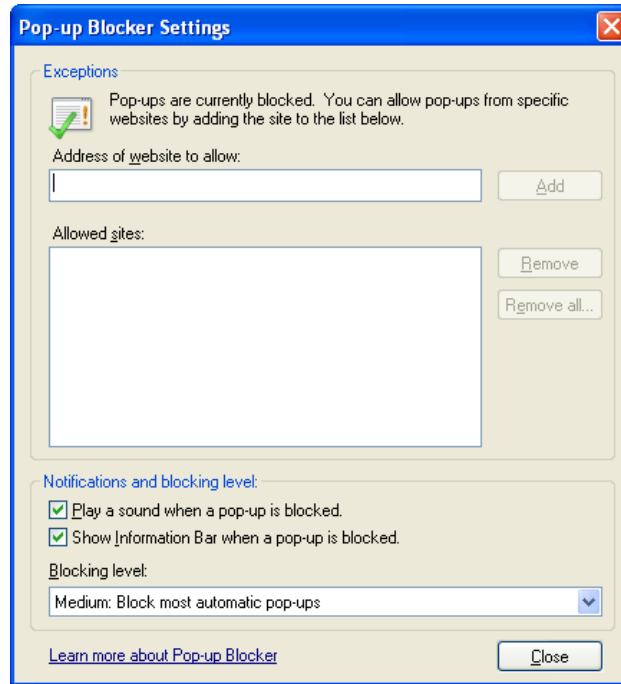 Pop-up Blocker Settings
Exceptions
Pop-ups are currently blocked. You can allow pop-ups from specific
websites by adding the site to the list below.
Address of website to allow:
Add
Allowed sites:
Remove
Remove all...
Notifications and blocking level:
Play a sound when a pop-up is blocked.
Show Information Bar when a pop-up is blocked.
Blocking level:
Medium: Block most automatic pop-ups
Learn more about Pop-up Blocker
Close